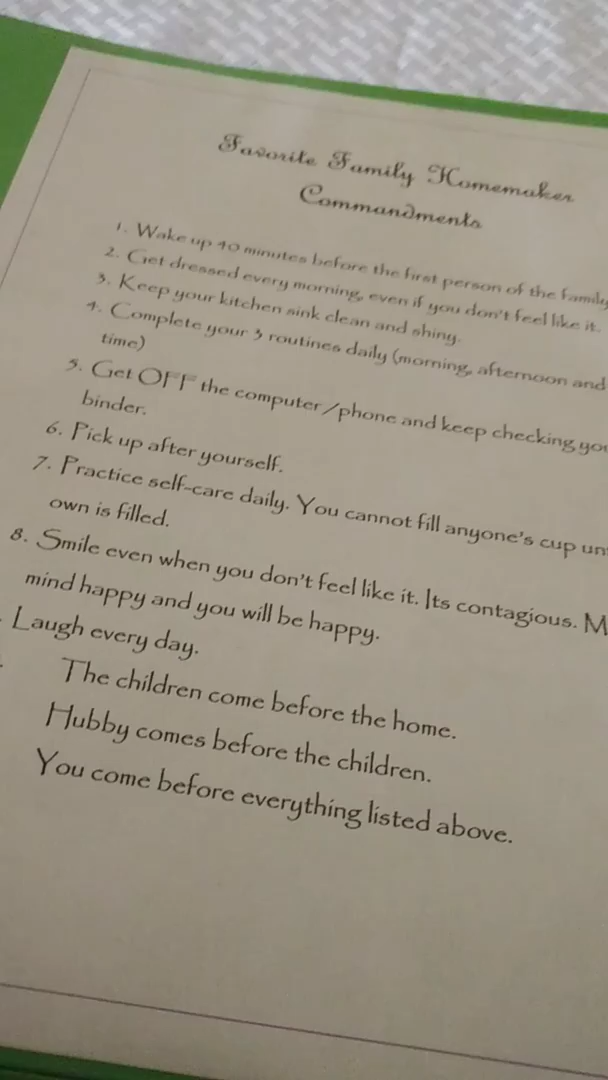 Favorite Family Homemaker
Commandments
1. Wake up 40 minutes before the first person of the family
2. Get dressed every morning, even if you don't feel like it.
3. Keep your kitchen sink clean and shiny.
4. Complete your 3 routines daily (morning, afternoon and
time)
5. Get OFF the computer/phone and keep checking
binder.
6. Pick up after yourself.
7. Practice self-care daily. You cannot fill anyone's cup
own is filled.
8. Smile even when you don't feel like it. Its contagious.
mind happy and you will be happy.
Laugh every day.
The children come before the home.
Hubby comes before the children.
You come before everything listed above.